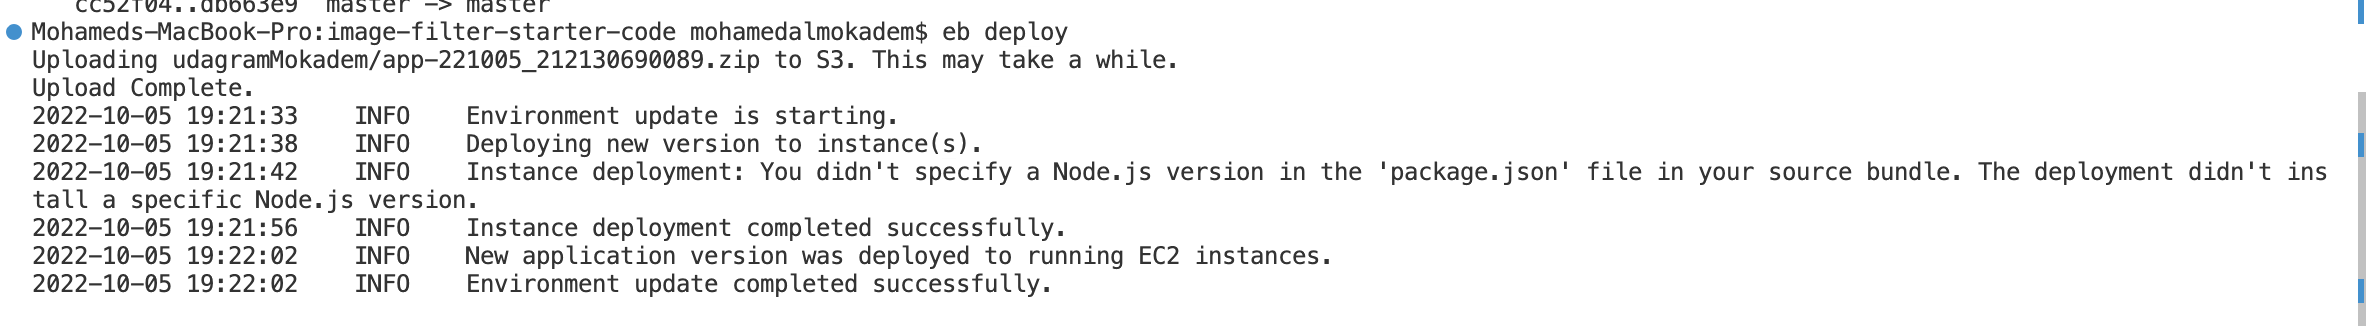 cc52f04..db663e9  master -> master
Mohameds-MacBook-Pro:image-filter-starter-code mohamedalmokadem$ eb deploy
Uploading udagramMokadem/app-221005_212130690089.zip to S3. This may take a while.
Upload Complete.
2022-10-05 19:21:33    INFO    Environment update is starting.
2022-10-05 19:21:38    INFO    Deploying new version to instance(s).
2022-10-05 19:21:42    INFO    Instance deployment: You didn't specify a Node.js version in the 'package.json' file in your source bundle. The deployment didn't ins
tall a specific Node.js version.
2022-10-05 19:21:56    INFO    Instance deployment completed successfully.
2022-10-05 19:22:02    INFO    New application version was deployed to running EC2 instances.
2022-10-05 19:22:02    INFO    Environment update completed successfully.